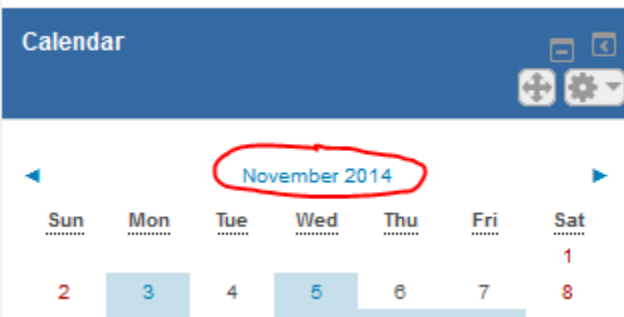 Calendar
November 2014
Sun Mon Tue Wed Thu Fri Sat
1
2 3 4 5 6 7 8